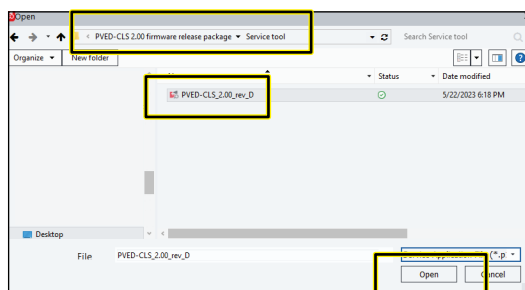 Open
PVED-CLS 2.00 firmware release package Service tool
Search Service tool
Organize New folder
Status Date modified
PVED-CLS_2.00_rev_D 5/22/2023 6:18 PM
Desktop
File PVED-CLS_2.00_rev_D (*.p
Open